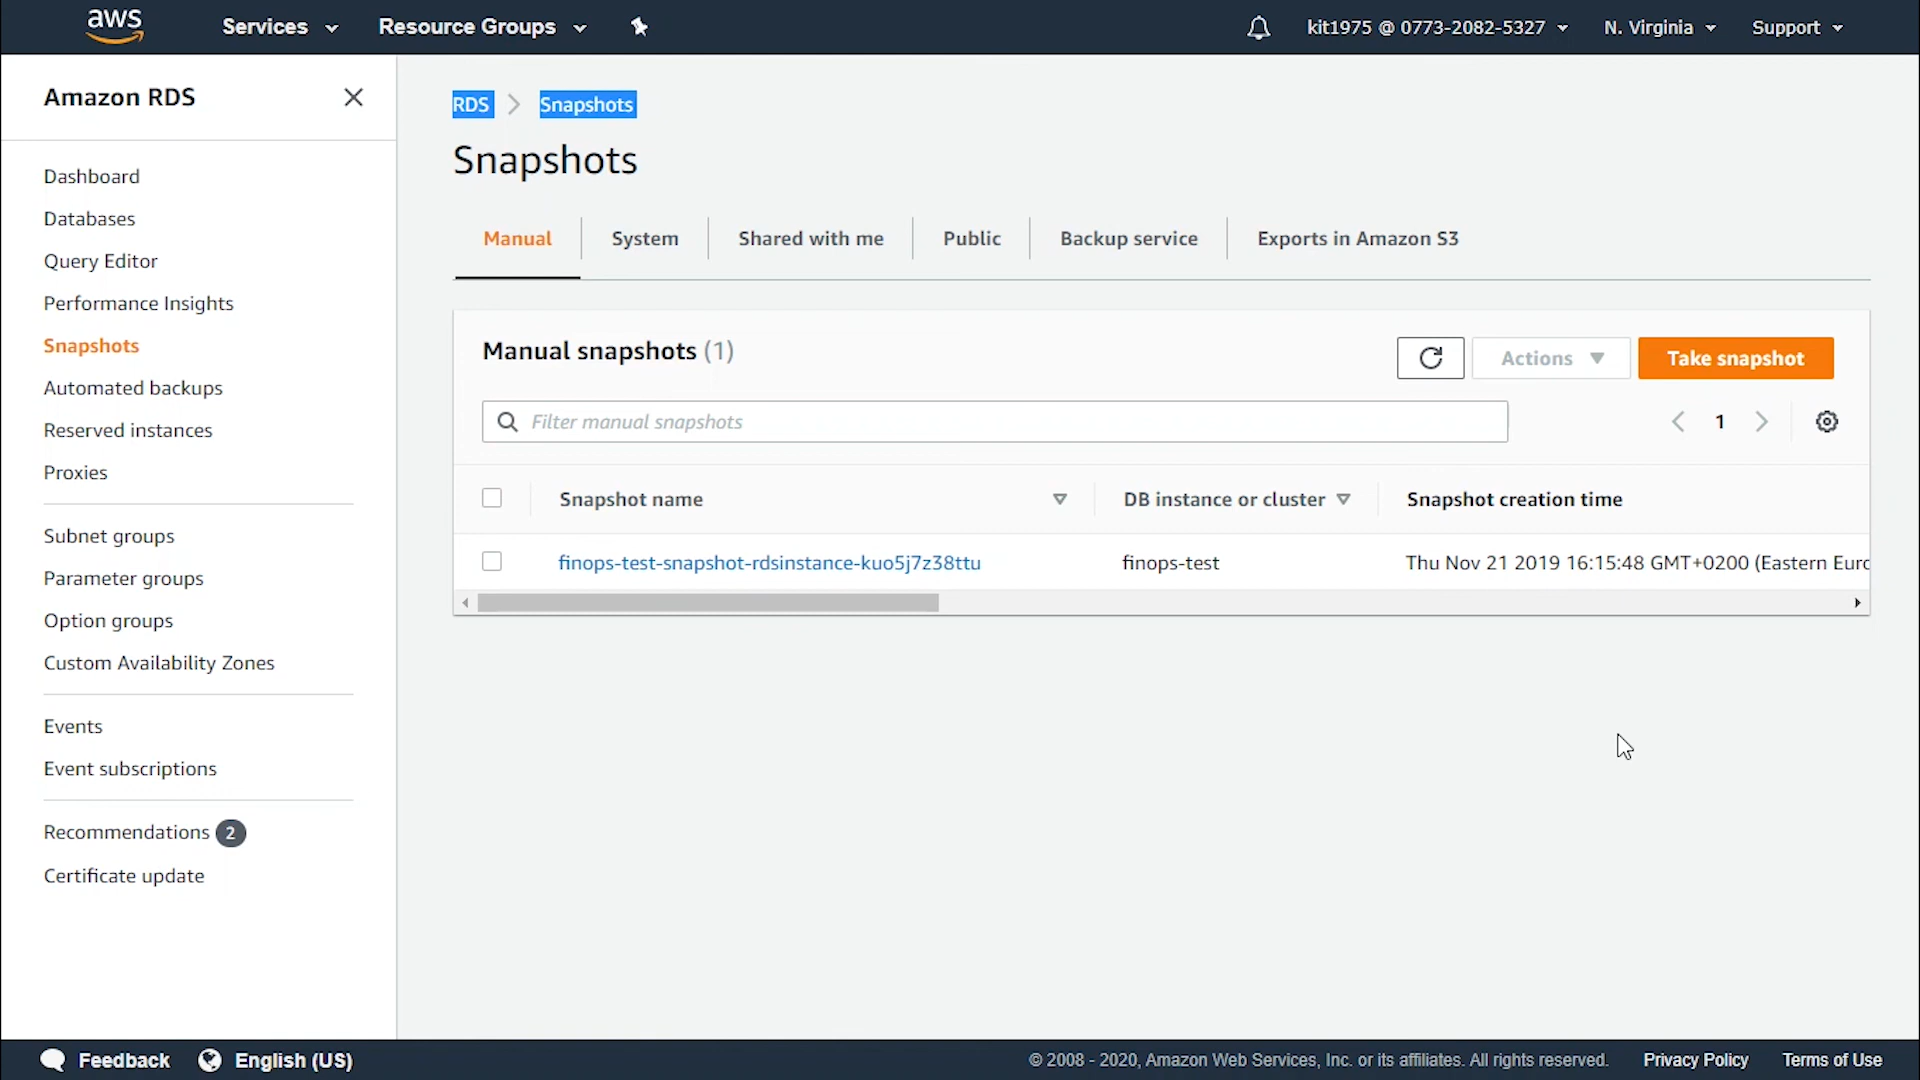 aws Services Resource Groups kit1975 @ 0773-2082-5327 N. Virginia Support
Amazon RDS
Dashboard
Databases
Query Editor
Performance Insights
Snapshots
Automated backups
Reserved instances
Proxies
Subnet groups
Parameter groups
Option groups
Custom Availability Zones
Events
Event subscriptions
Recommendations 2
Certificate update
RDS Snapshots
Snapshots
Manual System Shared with me Public Backup service Exports in Amazon S3
Manual snapshots (1)
Actions Take snapshot
Filter manual snapshots 1
Snapshot name DB instance or cluster Snapshot creation time
finops-test-snapshot-rdsinstance-kuo5j7z38ttu finops-test Thu Nov 21 2019 16:15:48 GMT+0200 (Eastern Euro
Feedback English (US) © 2008 - 2020, Amazon Web Services, Inc. or its affiliates. All rights reserved. Privacy Policy Terms of Use